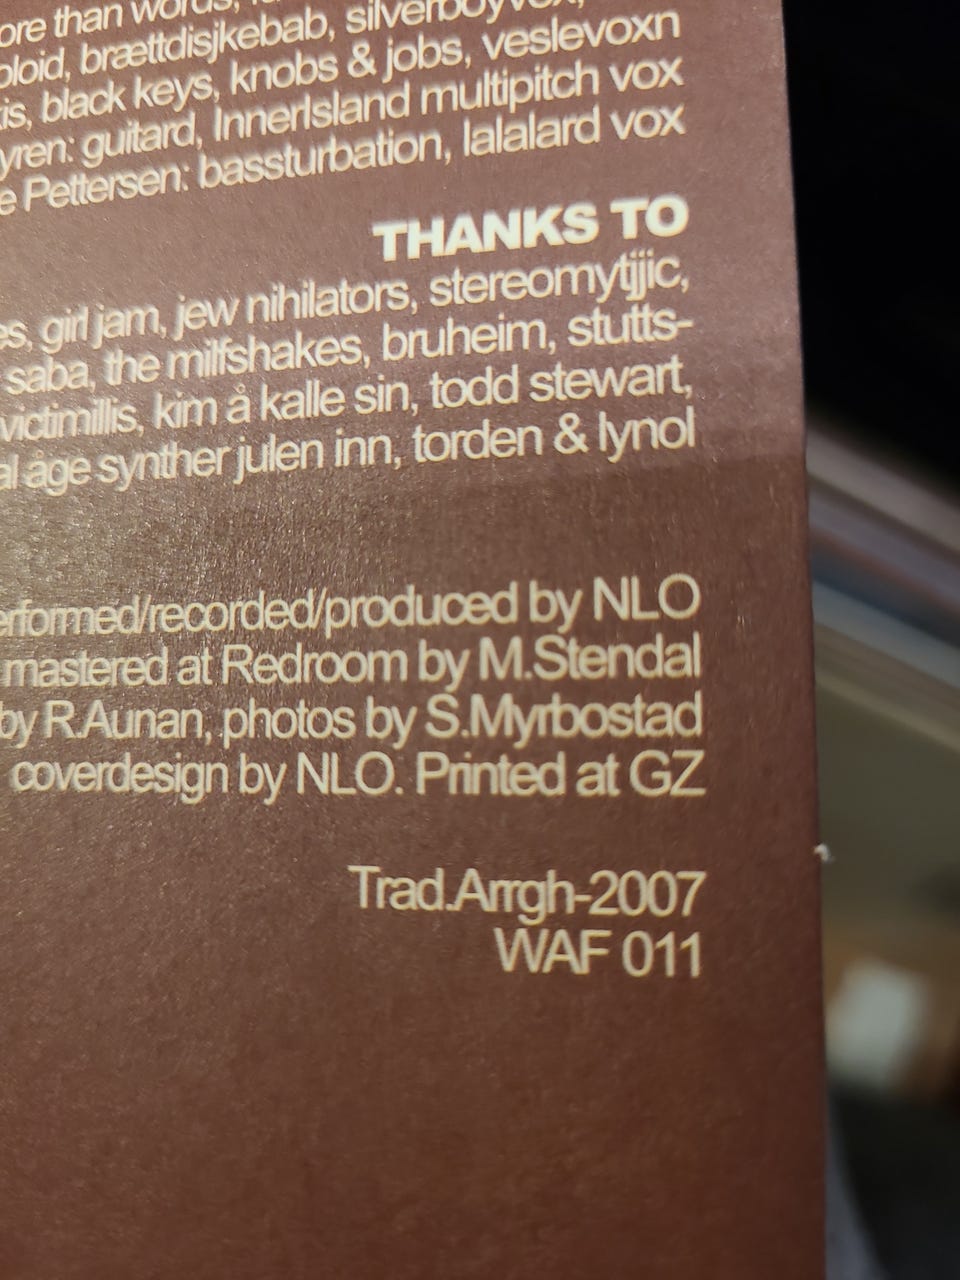 ore than words,
oloid, brættdisjkebab, silverboyvox,
is, black keys, knobs & jobs, veslevoxn
yren: guitard, InnerIsland multipitch vox
e Pettersen: bassturbation, lalalard vox
THANKS TO
es, girl jam, jew nihilators, stereomytjjic,
saba, the milfshakes, bruheim, stutts-
victimillis, kim å kalle sin, todd stewart,
al åge synther julen inn, torden & lynol
erformed/recorded/produced by NLO
mastered at Redroom by M.Stendal
by R.Aunan, photos by S.Myrbostad
coverdesign by NLO. Printed at GZ
Trad.Arrgh-2007
WAF 011